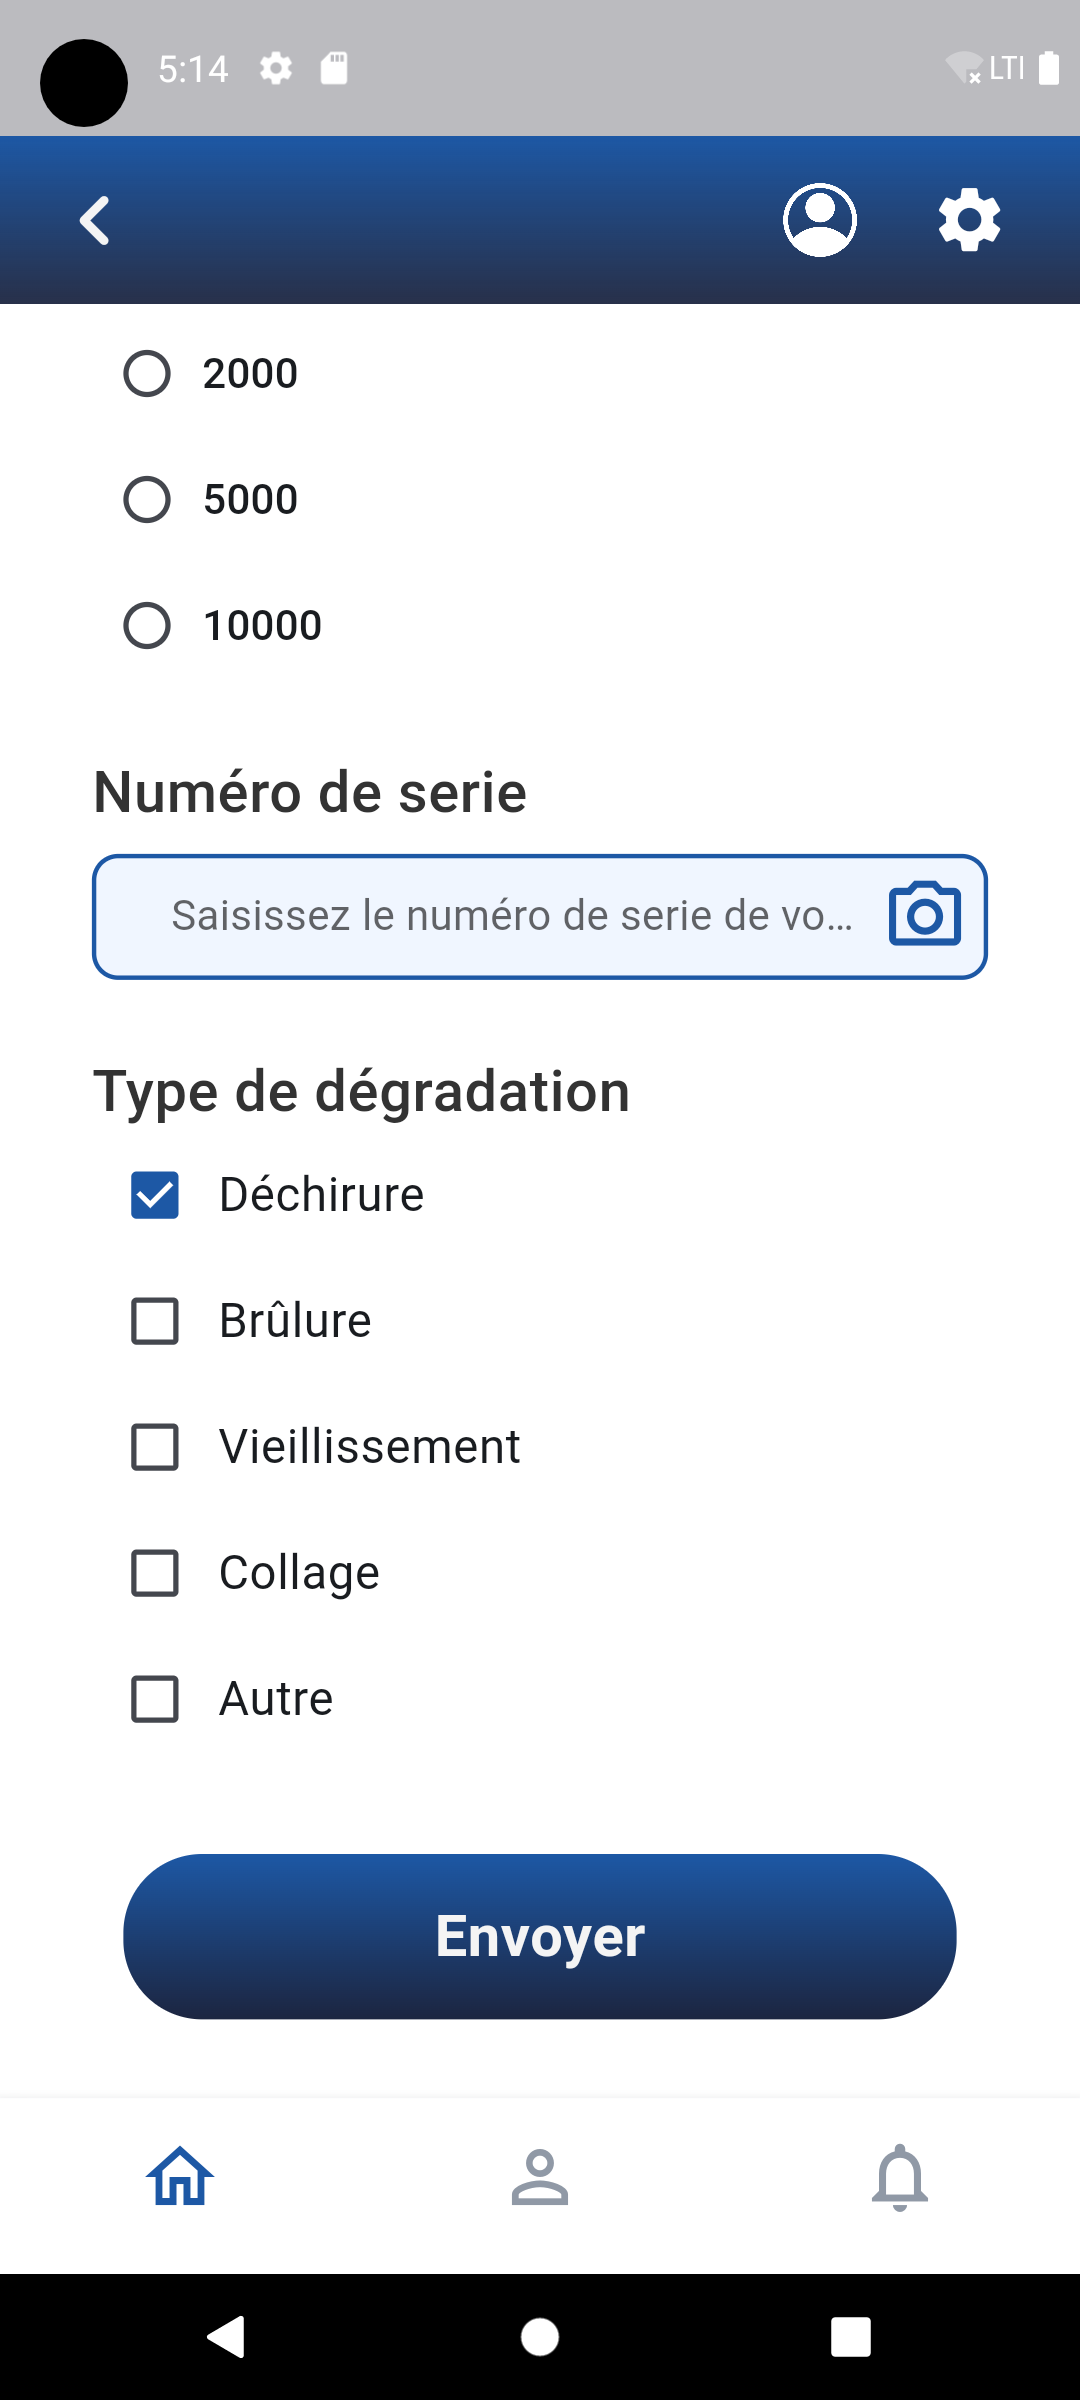 5:14
LTI
2000
5000
10000
Numéro de serie
Saisissez le numéro de serie de vo...
Type de dégradation
Déchirure
Brûlure
Vieillissement
Collage
Autre
Envoyer